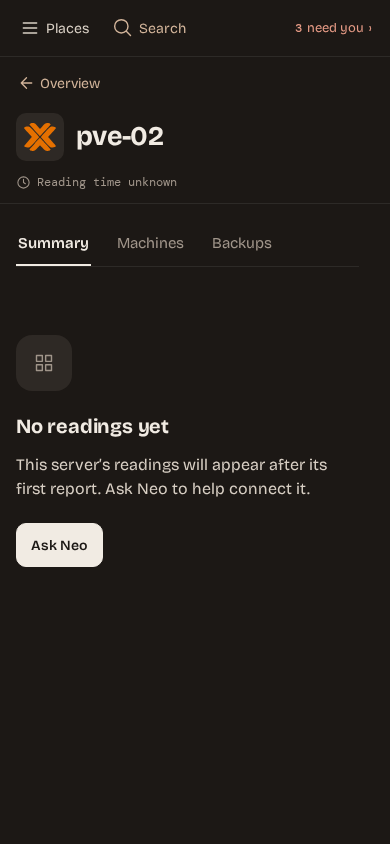 Places
Search
3 need you ›
Overview
pve-02
Reading time unknown
Summary
Machines
Backups
No readings yet
This server's readings will appear after its
first report. Ask Neo to help connect it.
Ask Neo